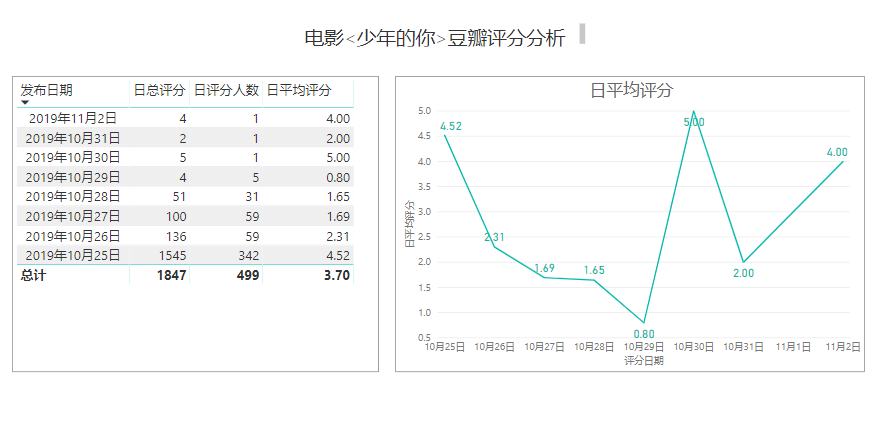 电影<少年的你>豆瓣评分分析
发布日期 日总评分 日评分人数 日平均评分
2019年11月2日 4 1 4.00
2019年10月31日 2 1 2.00
2019年10月30日 5 1 5.00
2019年10月29日 4 5 0.80
2019年10月28日 51 31 1.65
2019年10月27日 100 59 1.69
2019年10月26日 136 59 2.31
2019年10月25日 1545 342 4.52
总计 1847 499 3.70
日平均评分
日平均评分
5.0
4.5
4.0
3.5
3.0
2.5
2.0
1.5
1.0
0.5
4.52
2.31
1.69
1.65
0.80
5.00
2.00
4.00
10月25日 10月26日 10月27日 10月28日 10月29日 10月30日 10月31日 11月1日 11月2日
评分日期